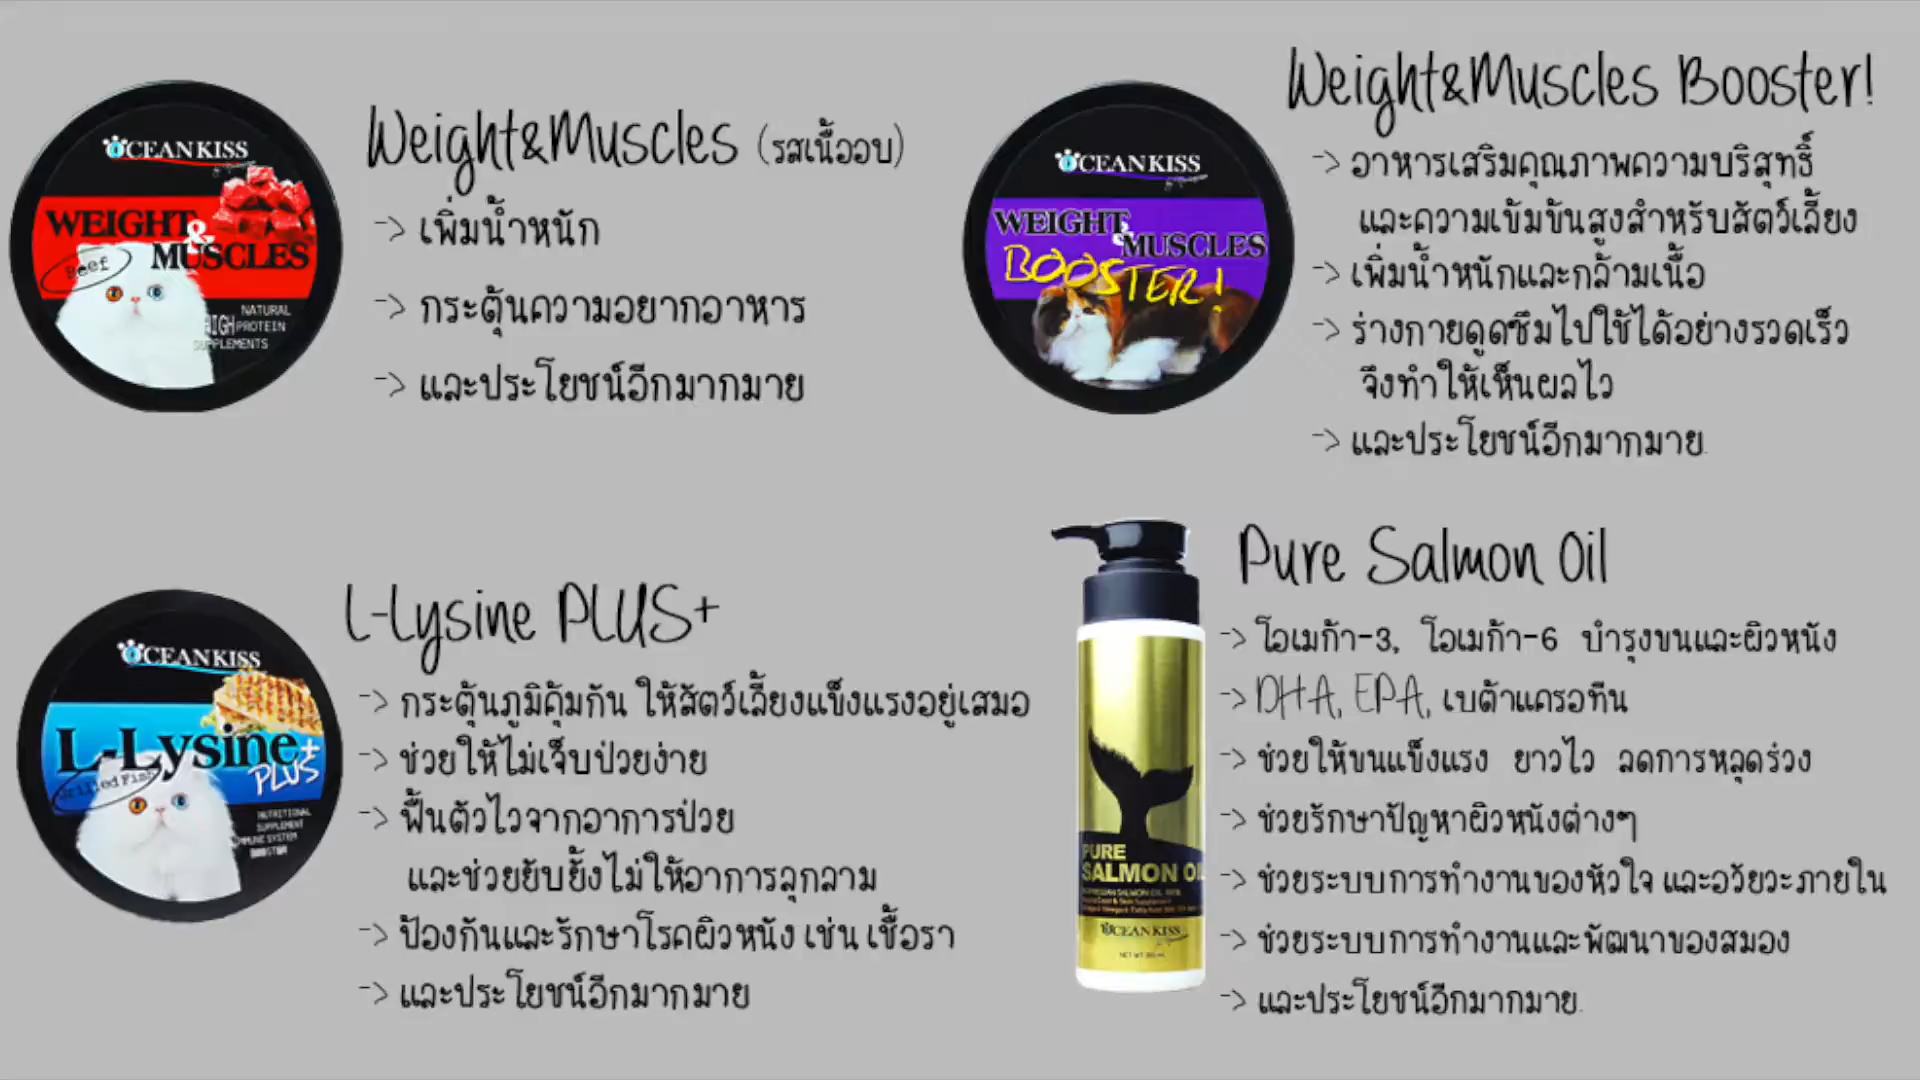 OCEANKISS
WEIGHT
&
MUSCLES
Beef
NATURAL
HIGH PROTEIN
SUPPLEMENTS
Weight&Muscles (รสเนื้ออบ)
-> เพิ่มน้ำหนัก
-> กระตุ้นความอยากอาหาร
-> และประโยชน์อีกมากมาย
OCEANKISS
WEIGHT
& MUSCLES
BOOSTER!
Weight&Muscles Booster!
-> อาหารเสริมคุณภาพความบริสุทธิ์
และความเข้มข้นสูงสำหรับสัตว์เลี้ยง
-> เพิ่มน้ำหนักและกล้ามเนื้อ
-> ร่างกายดูดซึมไปใช้ได้อย่างรวดเร็ว
จึงทำให้เห็นผลไว
-> และประโยชน์อีกมากมาย.
OCEANKISS
L-Lysine+
PLUS
Grilled Fish
NUTRITIONAL
SUPPLEMENT
IMMUNE SYSTEM
L-Lysine PLUS+
-> กระตุ้นภูมิคุ้มกัน ให้สัตว์เลี้ยงแข็งแรงอยู่เสมอ
-> ช่วยให้ไม่เจ็บป่วยง่าย
-> ฟื้นตัวไวจากอาการป่วย
และช่วยยับยั้งไม่ให้อาการลุกลาม
-> ป้องกันและรักษาโรคผิวหนัง เช่น เชื้อรา
-> และประโยชน์อีกมากมาย
PURE
SALMON OIL
OCEANKISS
Pure Salmon Oil
-> โอเมก้า-3, โอเมก้า-6 บำรุงขนและผิวหนัง
-> DHA, EPA, เบต้าแครอทีน
-> ช่วยให้ขนแข็งแรง ยาวไว ลดการหลุดร่วง
-> ช่วยรักษาปัญหาผิวหนังต่างๆ
-> ช่วยระบบการทำงานของหัวใจ และอวัยวะภายใน
-> ช่วยระบบการทำงานและพัฒนาของสมอง
-> และประโยชน์อีกมากมาย.